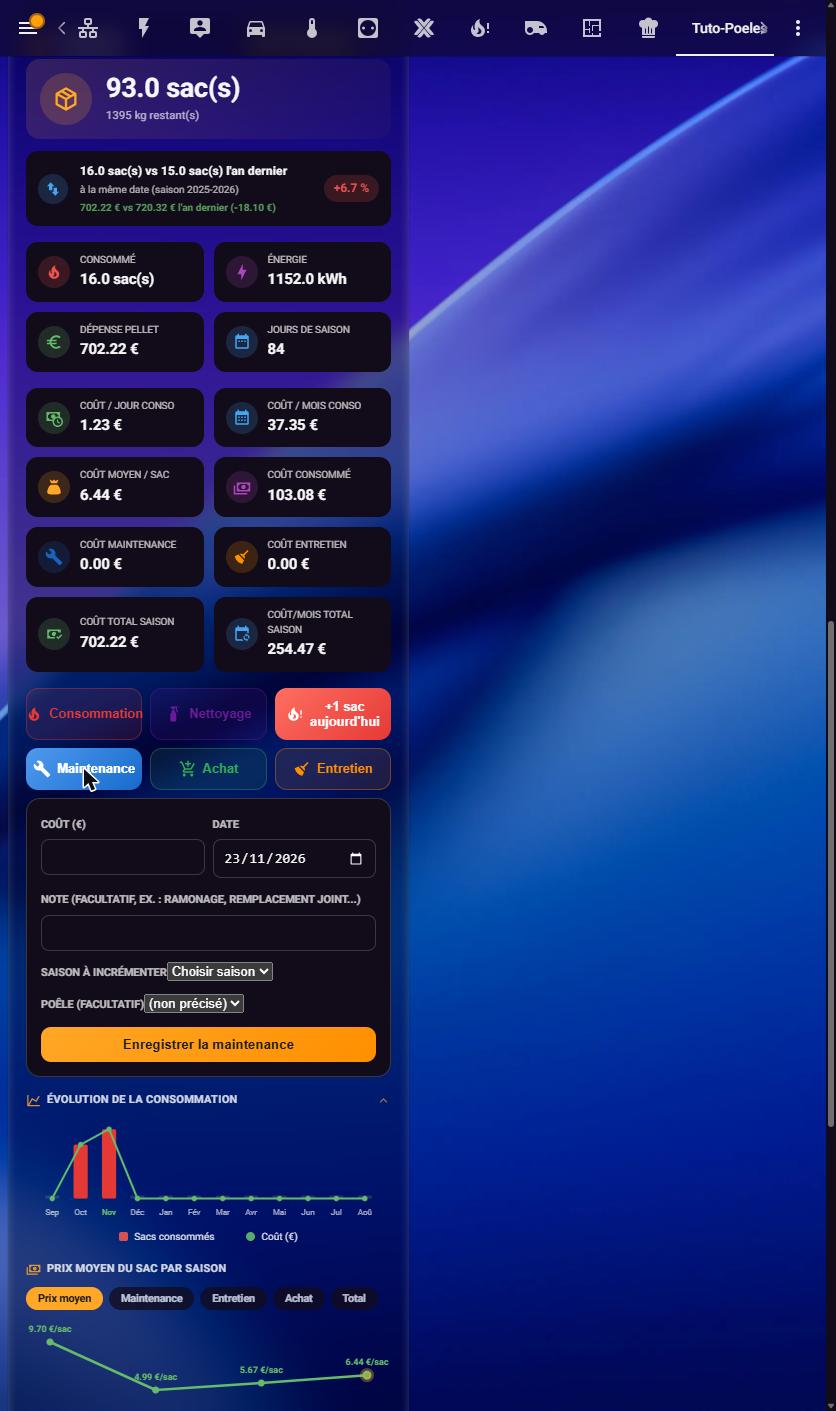 Tuto-Poeles
93.0 sac(s)
1395 kg restant(s)
16.0 sac(s) vs 15.0 sac(s) l'an dernier
à la même date (saison 2025-2026)
702.22 € vs 720.32 € l'an dernier (-18.10 €)
+6.7 %
CONSOMMÉ
16.0 sac(s)
ÉNERGIE
1152.0 kWh
DÉPENSE PELLET
702.22 €
JOURS DE SAISON
84
COÛT / JOUR CONSO
1.23 €
COÛT / MOIS CONSO
37.35 €
COÛT MOYEN / SAC
6.44 €
COÛT CONSOMMÉ
103.08 €
COÛT MAINTENANCE
0.00 €
COÛT ENTRETIEN
0.00 €
COÛT TOTAL SAISON
702.22 €
COÛT/MOIS TOTAL
SAISON
254.47 €
Consommation
Nettoyage
+1 sac
aujourd'hui
Maintenance
Achat
Entretien
COÛT (€)
DATE
23/11/2026
NOTE (FACULTATIF, EX. : RAMONAGE, REMPLACEMENT JOINT...)
SAISON À INCRÉMENTER Choisir saison
POÊLE (FACULTATIF) (non précisé)
Enregistrer la maintenance
ÉVOLUTION DE LA CONSOMMATION
Sep Oct Nov Déc Jan Fév Mar Avr Mai Jun Jul Aoû
Sacs consommés
Coût (€)
PRIX MOYEN DU SAC PAR SAISON
Prix moyen
Maintenance
Entretien
Achat
Total
9.70 €/sac
4.99 €/sac
5.67 €/sac
6.44 €/sac